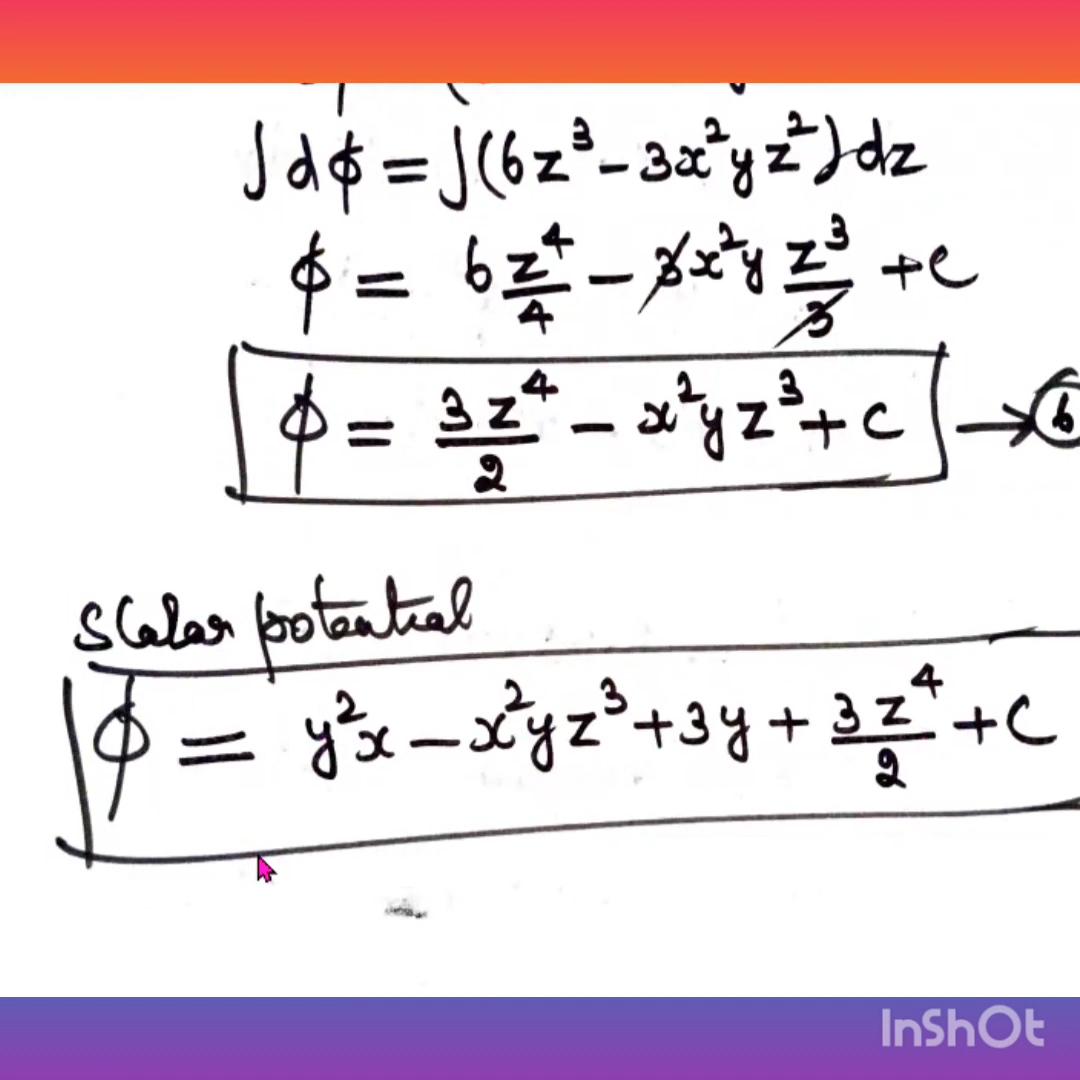 ∫dϕ = ∫(6z³ - 3x²yz²)dz
ϕ = 6z⁴/4 - 3x²y z³/3 + c
ϕ = 3z⁴/2 - x²yz³ + c → 6
Scalar potential
ϕ = y²x - x²yz³ + 3y + 3z⁴/2 + C
InShOt